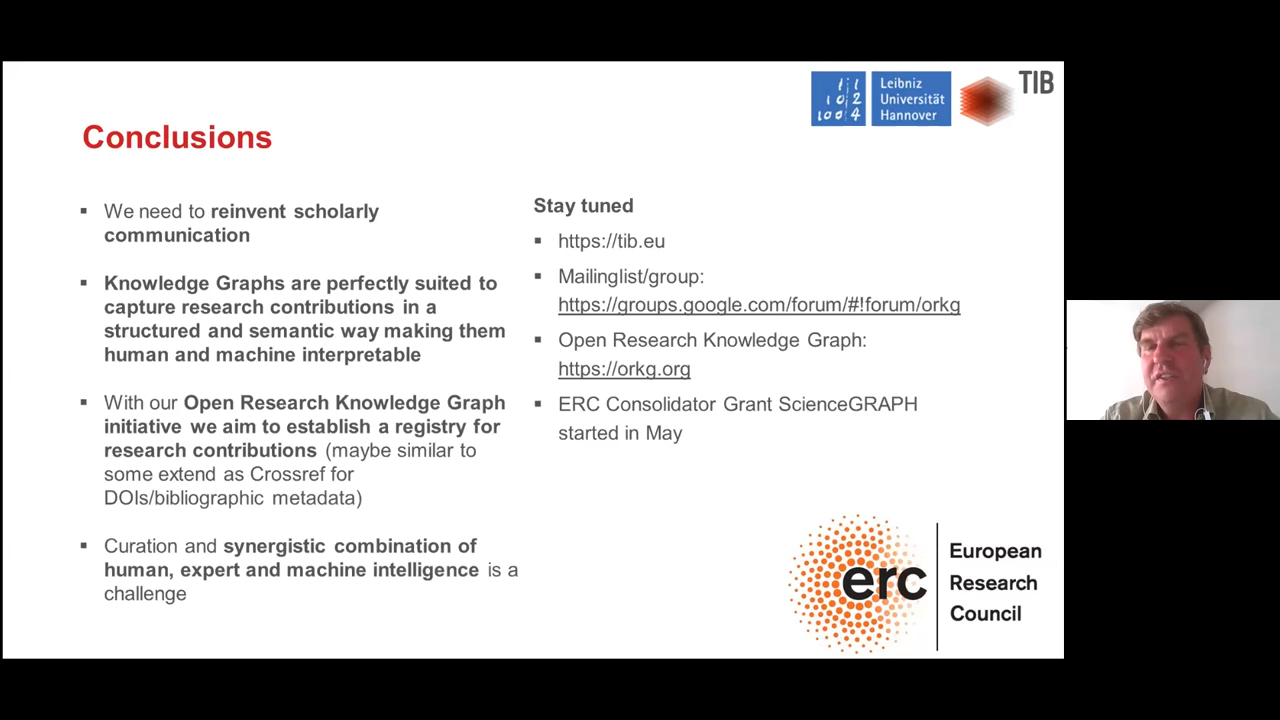 Leibniz
Universität
Hannover
TIB
Conclusions
▪ We need to reinvent scholarly
communication
▪ Knowledge Graphs are perfectly suited to
capture research contributions in a
structured and semantic way making them
human and machine interpretable
▪ With our Open Research Knowledge Graph
initiative we aim to establish a registry for
research contributions (maybe similar to
some extend as Crossref for
DOIs/bibliographic metadata)
▪ Curation and synergistic combination of
human, expert and machine intelligence is a
challenge
Stay tuned
▪ https://tib.eu
▪ Mailinglist/group:
https://groups.google.com/forum/#!forum/orkg
▪ Open Research Knowledge Graph:
https://orkg.org
▪ ERC Consolidator Grant ScienceGRAPH
started in May
erc
European
Research
Council